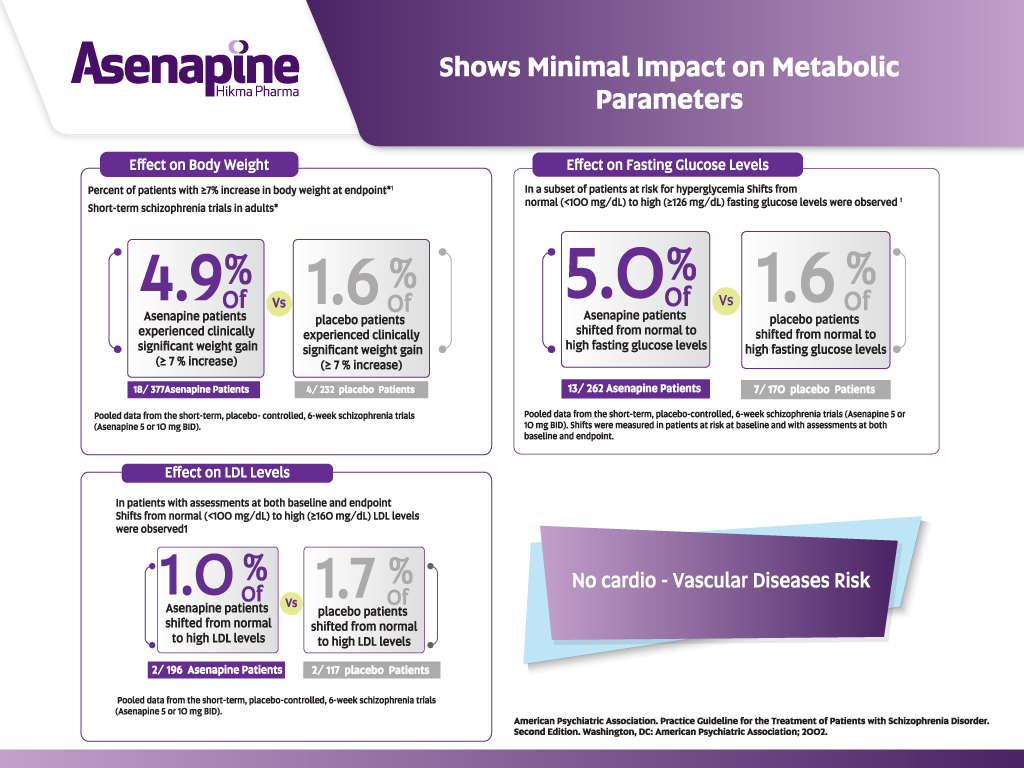 Asenapine
Hikma Pharma
Shows Minimal Impact on Metabolic
Parameters
Effect on Body Weight
Percent of patients with ≥7% increase in body weight at endpoint*¹
Short-term schizophrenia trials in adults*
4.9%
Of
Asenapine patients
experienced clinically
significant weight gain
(≥ 7 % increase)
18/ 377Asenapine Patients
Vs
1.6 %
Of
placebo patients
experienced clinically
significant weight gain
(≥ 7 % increase)
4/ 232 placebo Patients
Pooled data from the short-term, placebo- controlled, 6-week schizophrenia trials
(Asenapine 5 or 10 mg BID).
Effect on Fasting Glucose Levels
In a subset of patients at risk for hyperglycemia Shifts from
normal (<100 mg/dL) to high (≥126 mg/dL) fasting glucose levels were observed ¹
5.0%
Of
Asenapine patients
shifted from normal to
high fasting glucose levels
13/ 262 Asenapine Patients
Vs
1.6 %
Of
placebo patients
shifted from normal to
high fasting glucose levels
7/ 170 placebo Patients
Pooled data from the short-term, placebo-controlled, 6-week schizophrenia trials (Asenapine 5 or
10 mg BID). Shifts were measured in patients at risk at baseline and with assessments at both
baseline and endpoint.
Effect on LDL Levels
In patients with assessments at both baseline and endpoint
Shifts from normal (<100 mg/dL) to high (≥160 mg/dL) LDL levels
were observed1
1.0 %
Of
Asenapine patients
shifted from normal
to high LDL levels
2/ 196 Asenapine Patients
Vs
1.7 %
Of
placebo patients
shifted from normal
to high LDL levels
2/ 117 placebo Patients
Pooled data from the short-term, placebo-controlled, 6-week schizophrenia trials
(Asenapine 5 or 10 mg BID).
No cardio - Vascular Diseases Risk
American Psychiatric Association. Practice Guideline for the Treatment of Patients with Schizophrenia Disorder.
Second Edition. Washington, DC: American Psychiatric Association; 2002.